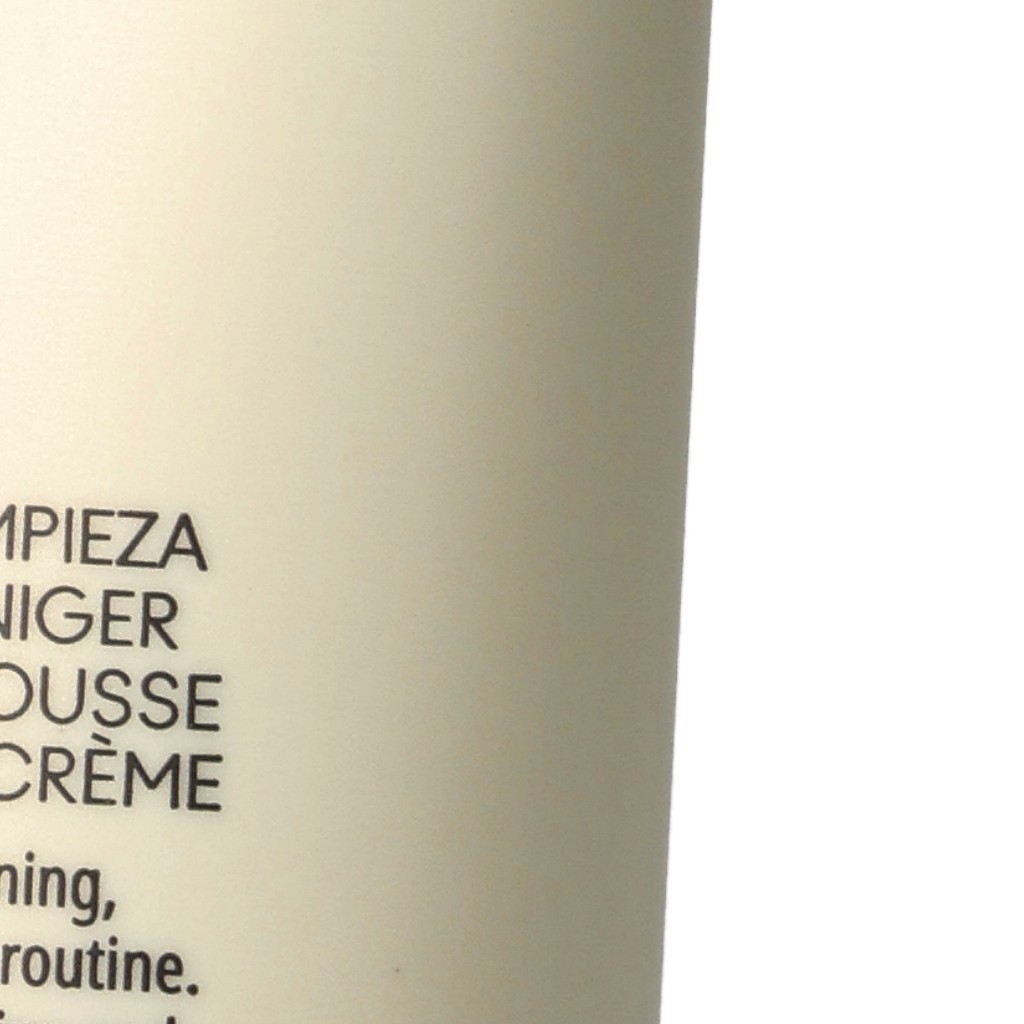 MPIEZA
NIGER
OUSSE
CRÈME
ning,
routine.